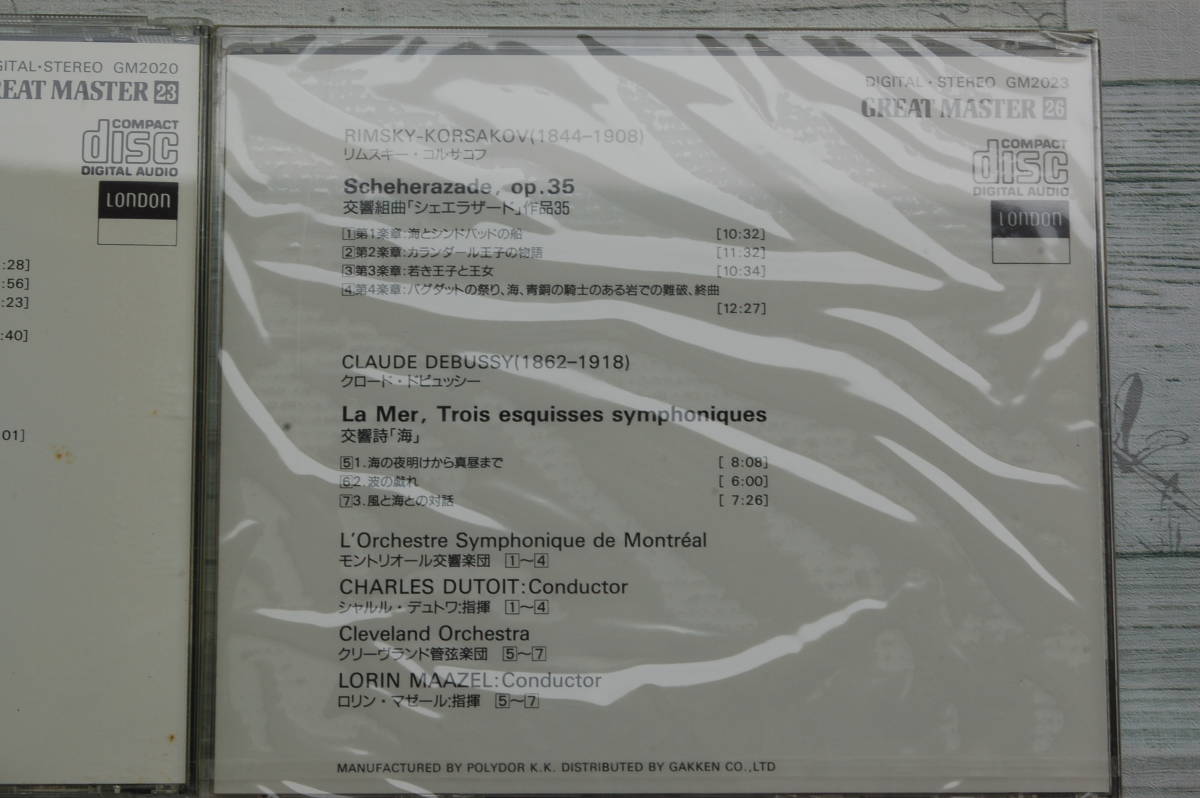 DIGITAL・STEREO GM2020
GREAT MASTER 23
COMPACT
disc
DIGITAL AUDIO
LONDON
:28]
:56]
:23]
:40]
01]
DIGITAL・STEREO GM2023
GREAT MASTER 26
COMPACT
disc
DIGITAL AUDIO
LONDON
RIMSKY-KORSAKOV(1844-1908)
リムスキー・コルサコフ
Scheherazade, op.35
交響組曲「シェエラザード」作品35
1第1楽章:海とシンドバッドの船 [10:32]
2第2楽章:カランダール王子の物語 [11:32]
3第3楽章:若き王子と王女 [10:34]
4第4楽章:バグダットの祭り、海、青銅の騎士のある岩での難破、終曲
[12:27]
CLAUDE DEBUSSY(1862-1918)
クロード・ドビュッシー
La Mer, Trois esquisses symphoniques
交響詩「海」
5 1.海の夜明けから真昼まで [ 8:08]
6 2.波の戯れ [ 6:00]
7 3.風と海との対話 [ 7:26]
L'Orchestre Symphonique de Montréal
モントリオール交響楽団 1〜4
CHARLES DUTOIT:Conductor
シャルル・デュトワ:指揮 1〜4
Cleveland Orchestra
クリーヴランド管弦楽団 5〜7
LORIN MAAZEL:Conductor
ロリン・マゼール:指揮 5〜7
MANUFACTURED BY POLYDOR K.K. DISTRIBUTED BY GAKKEN CO.,LTD